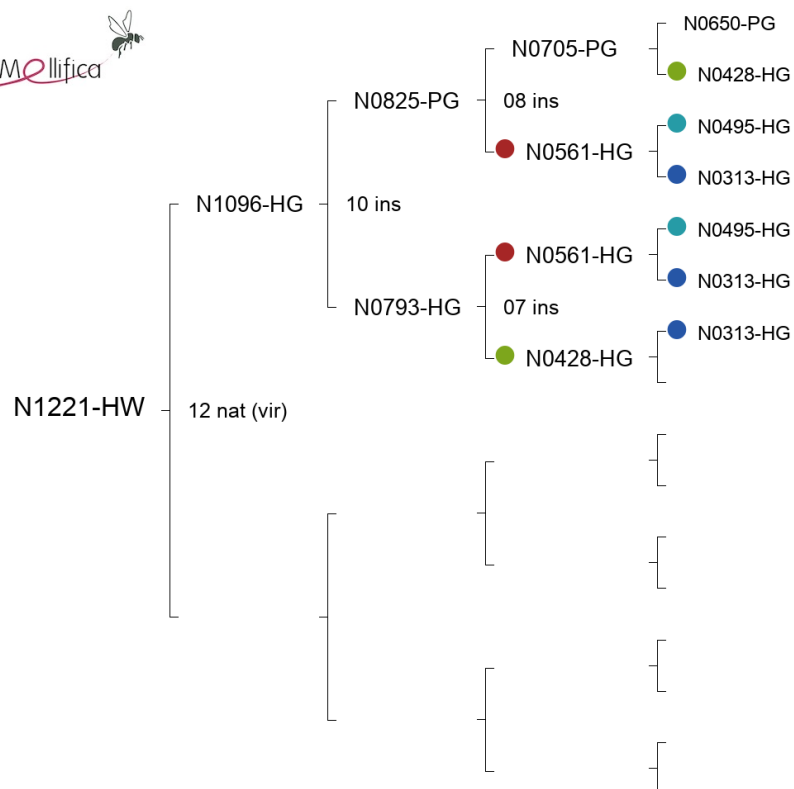 Mellifica
N0650-PG
N0705-PG
N0428-HG
N0825-PG
08 ins
N0495-HG
N0561-HG
N0313-HG
N1096-HG
10 ins
N0495-HG
N0561-HG
N0313-HG
N0793-HG
07 ins
N0313-HG
N0428-HG
N1221-HW
12 nat (vir)